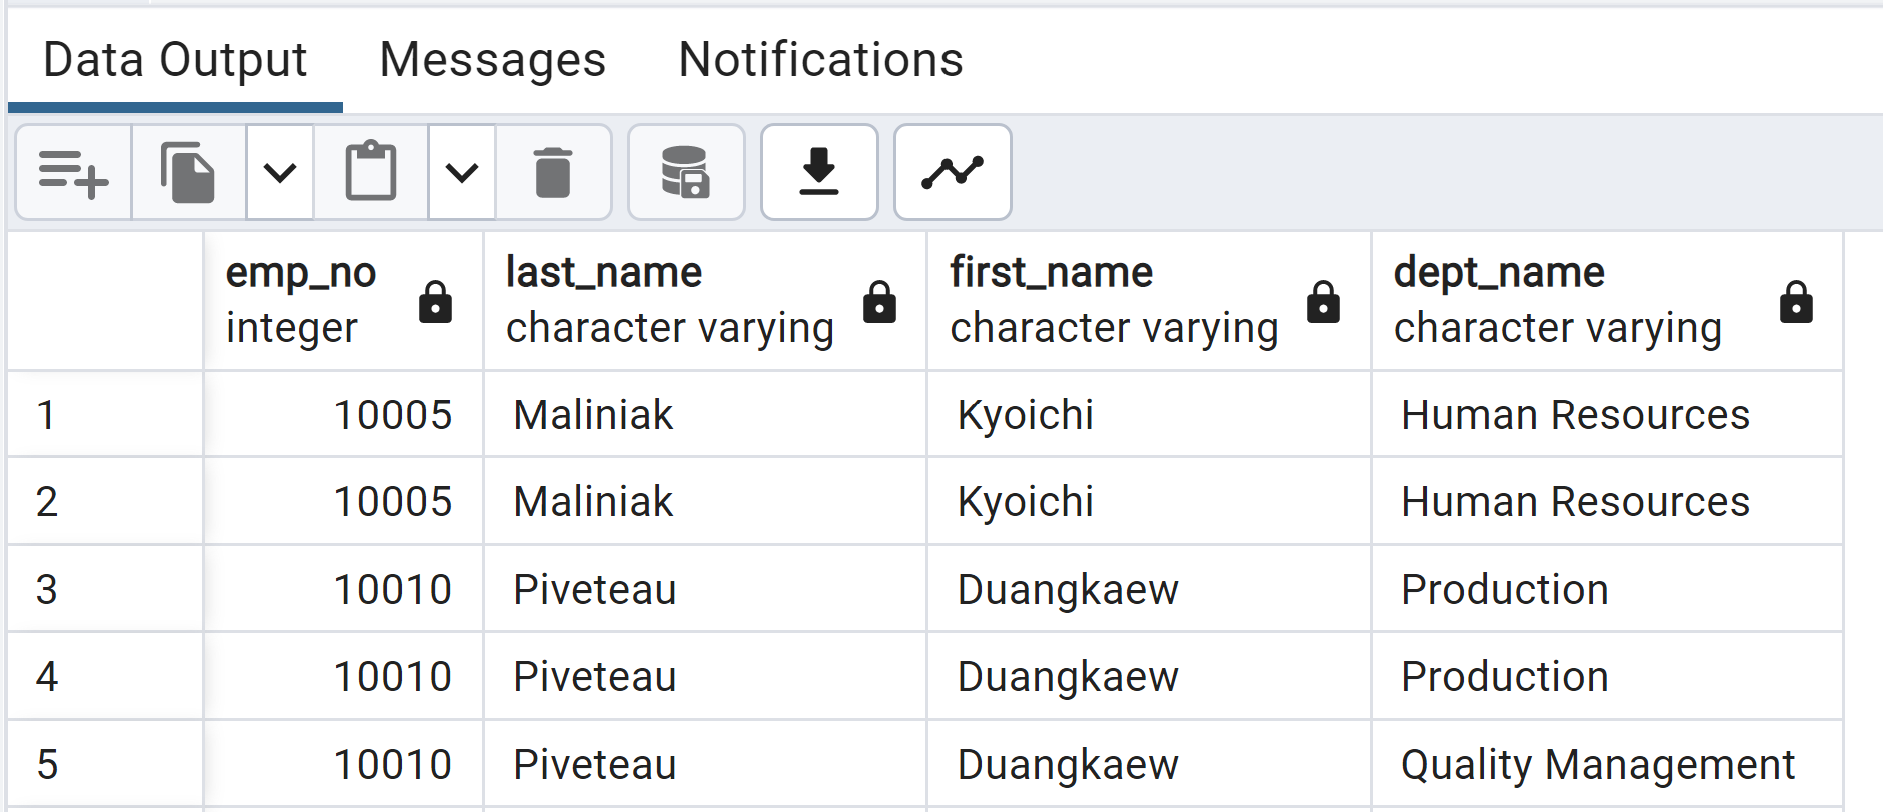 Data Output Messages Notifications
emp_no last_name first_name dept_name
integer character varying character varying character varying
1 10005 Maliniak Kyoichi Human Resources
2 10005 Maliniak Kyoichi Human Resources
3 10010 Piveteau Duangkaew Production
4 10010 Piveteau Duangkaew Production
5 10010 Piveteau Duangkaew Quality Management